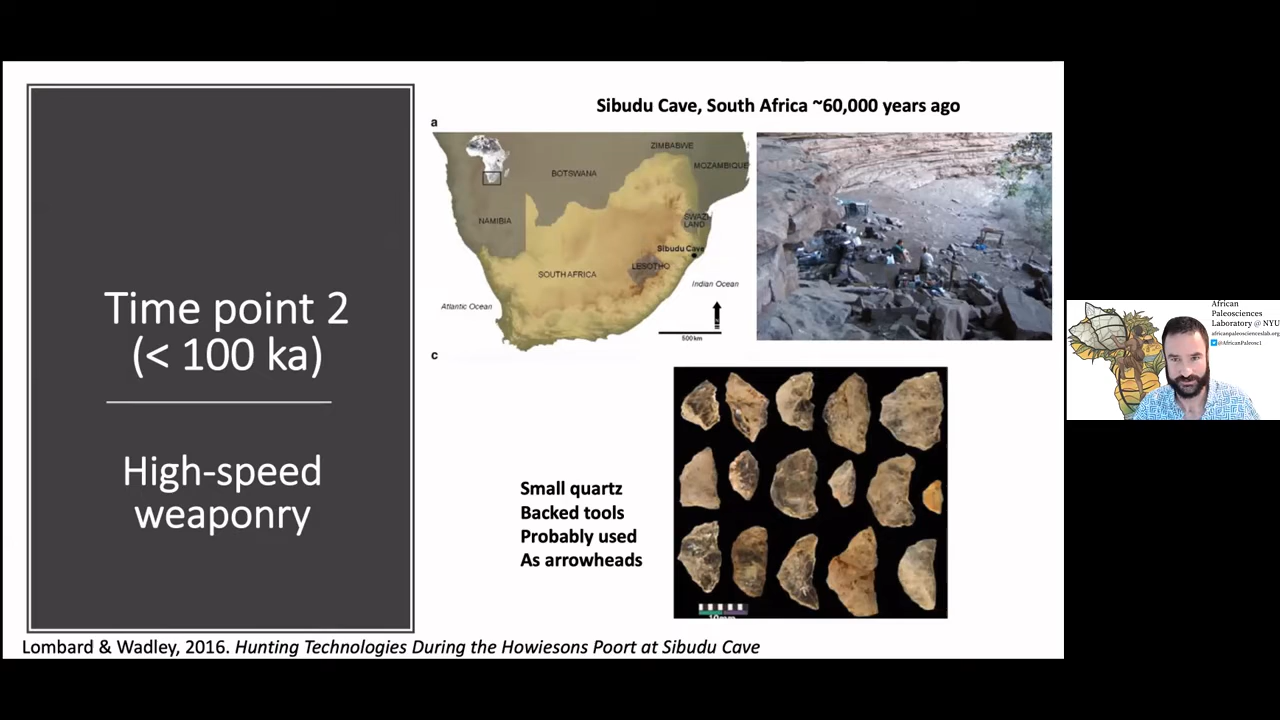 Sibudu Cave, South Africa ~60,000 years ago
a
ZIMBABWE
MOZAMBIQUE
BOTSWANA
NAMIBIA
SWAZI
LAND
Sibudu Cave
LESOTHO
SOUTH AFRICA
Indian Ocean
Atlantic Ocean
500 km
Time point 2
(< 100 ka)
High-speed
weaponry
c
Small quartz
Backed tools
Probably used
As arrowheads
10mm
Lombard & Wadley, 2016. Hunting Technologies During the Howiesons Poort at Sibudu Cave
African
Paleosciences
Laboratory @ NYU
africanpaleoscienceslab.org
@AfricanPaleosc1